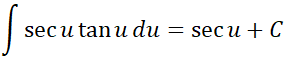 ∫ sec u tan u du = sec u + C